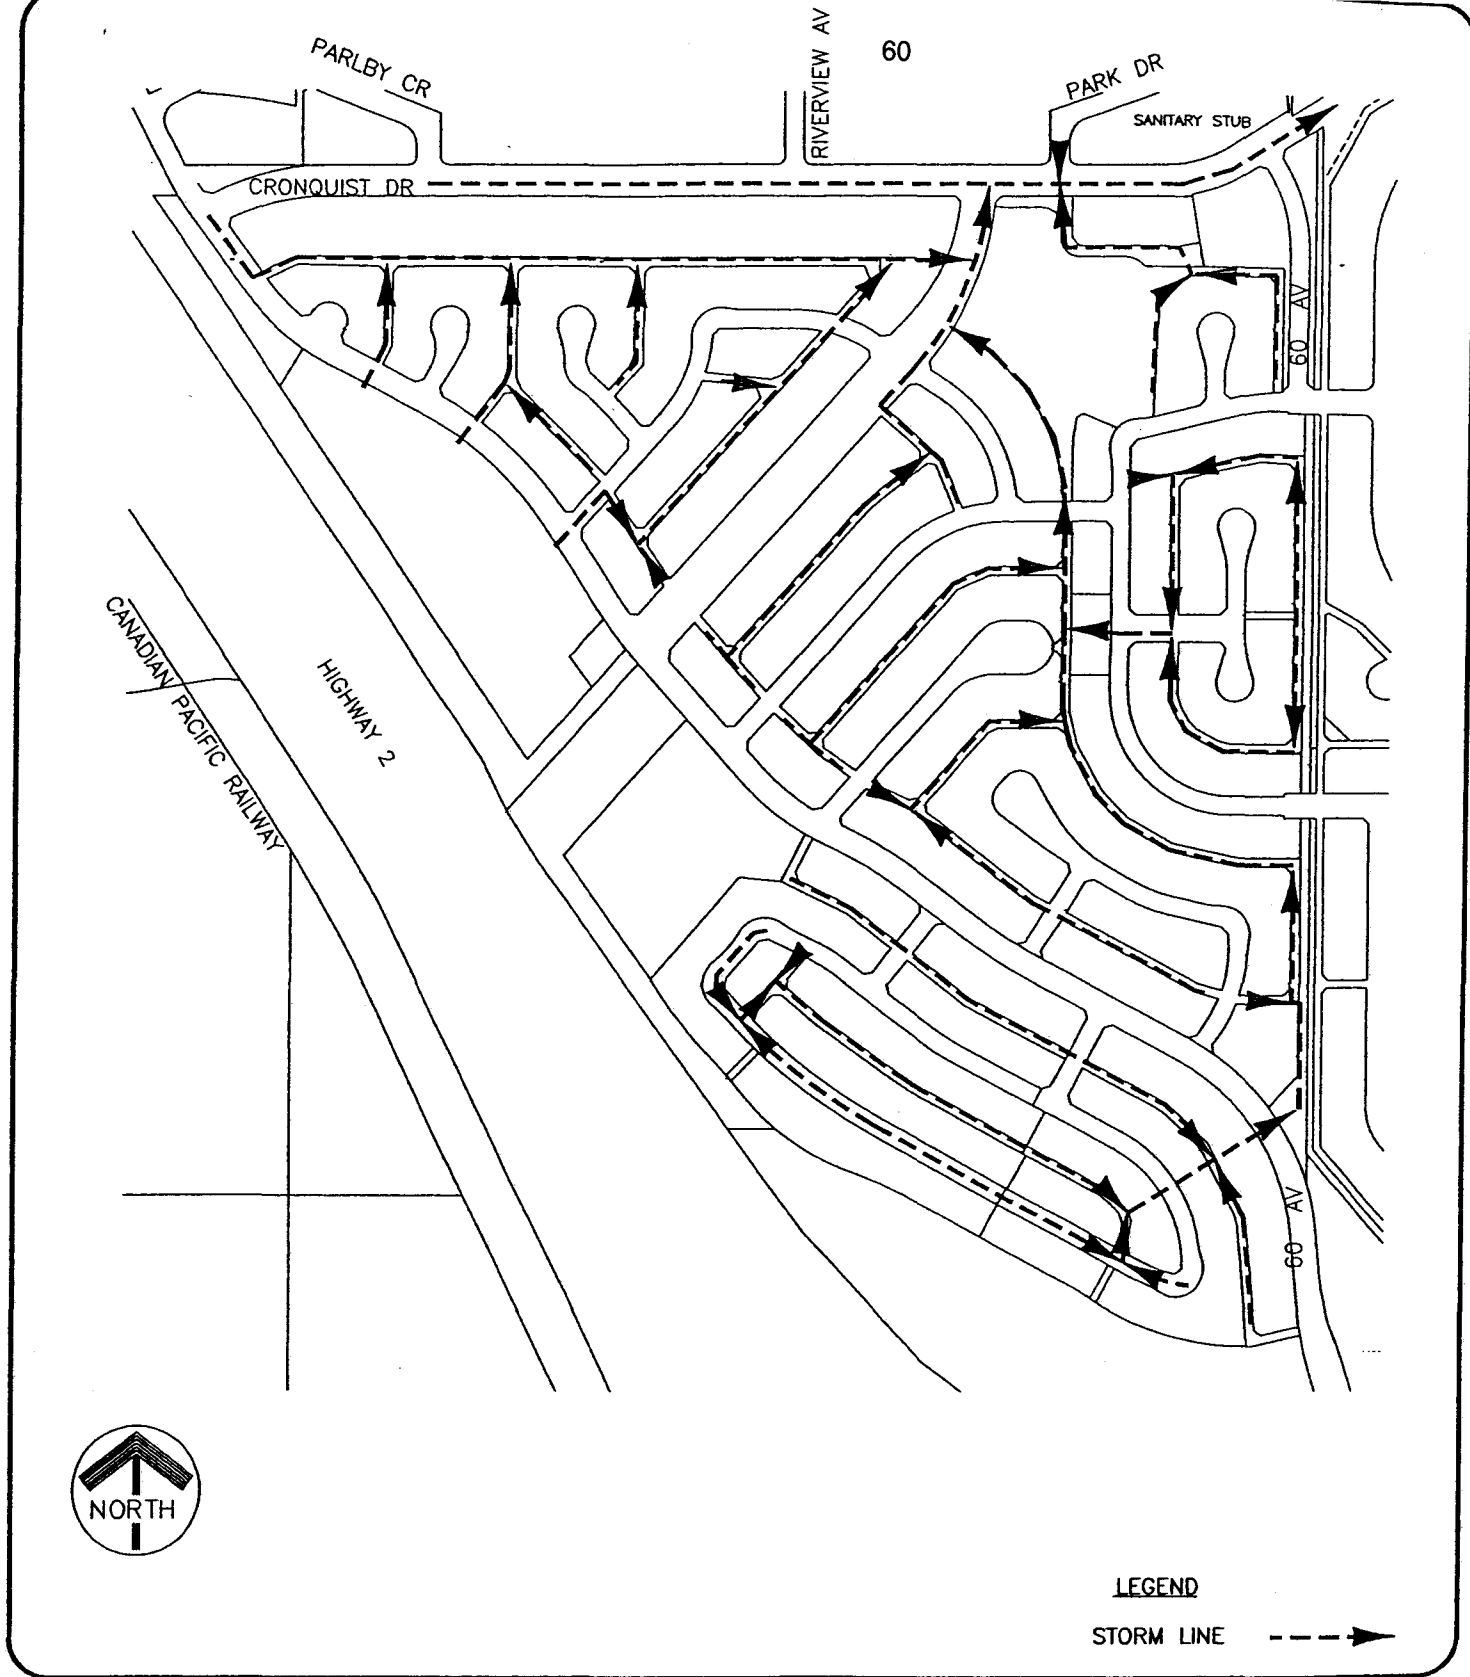 PARLBY CR
RIVERVIEW AV
60
PARK DR
SANITARY STUB
CRONQUIST DR
60 AV
CANADIAN PACIFIC RAILWAY
HIGHWAY 2
60 AV
NORTH
LEGEND
STORM LINE